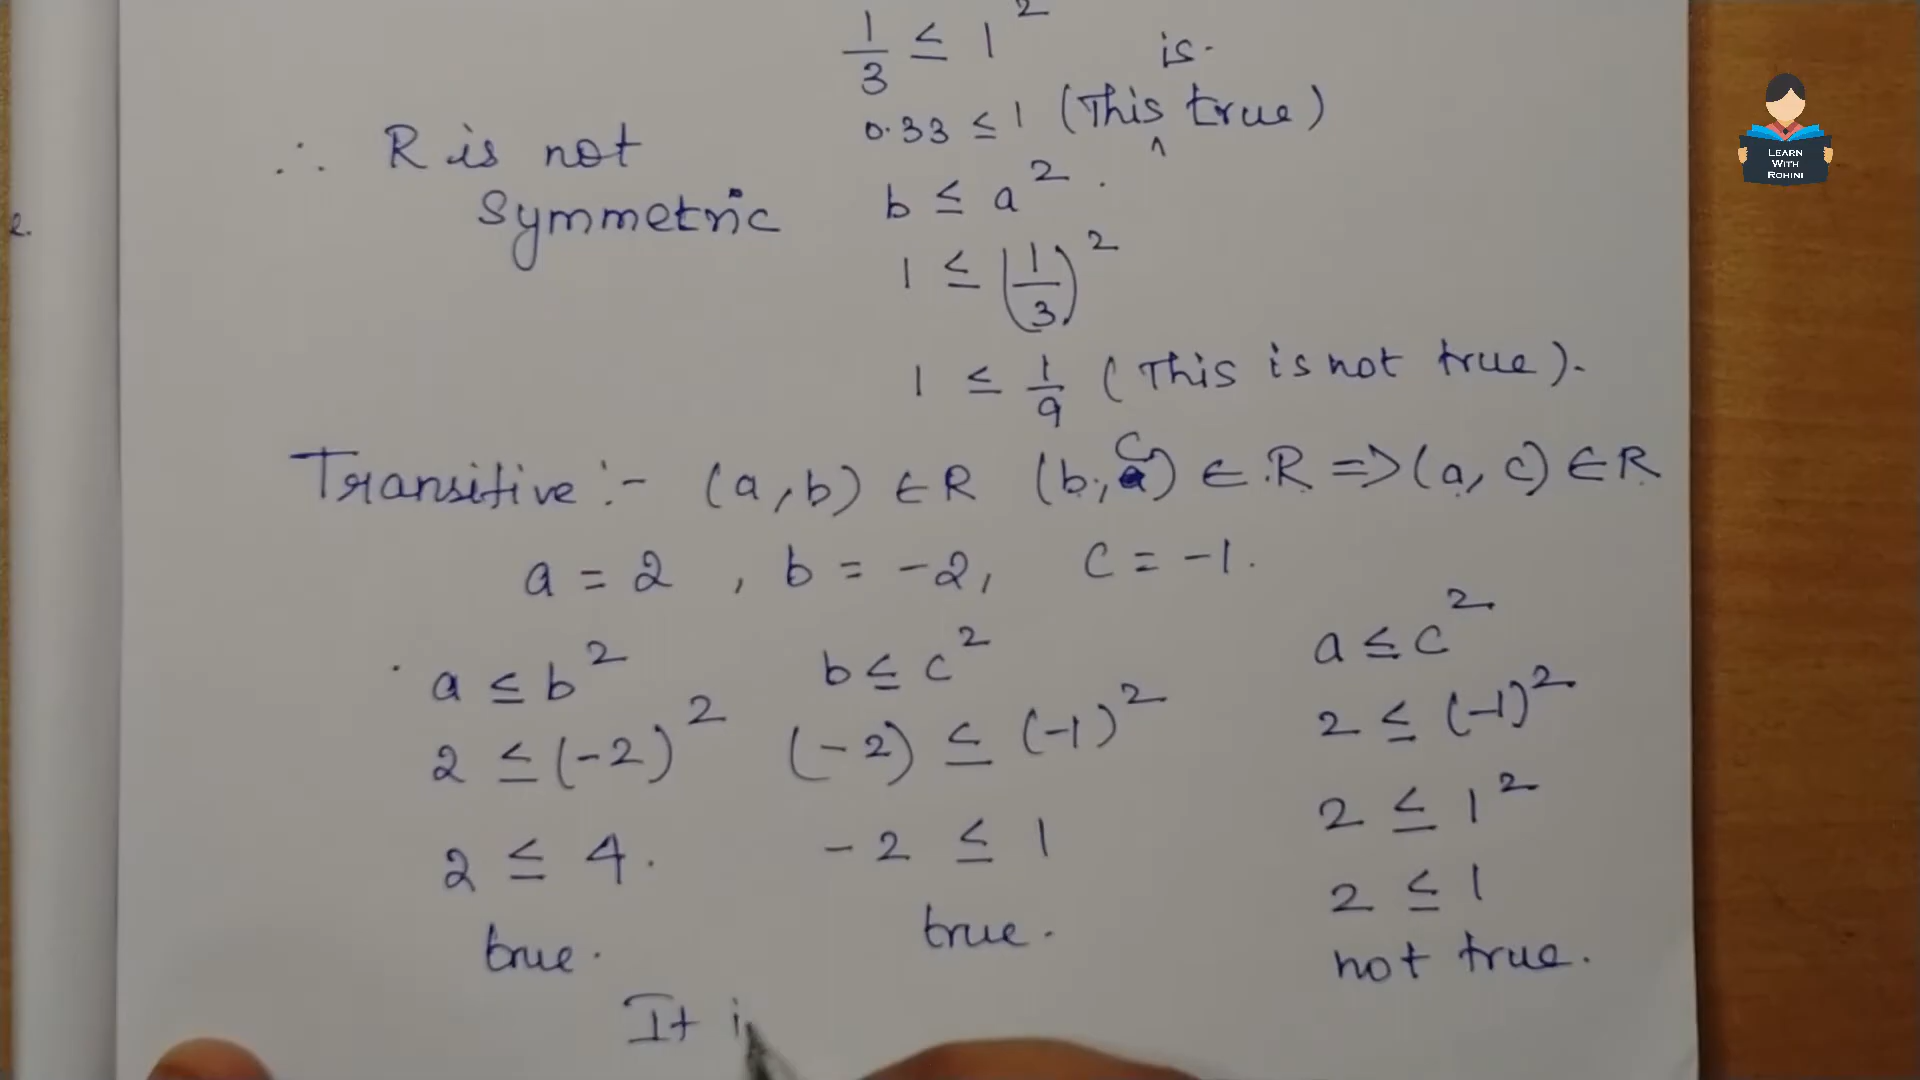 1/3 ≤ 1²
is.
0.33 ≤ 1 (This ^ true)
∴ R is not
Symmetric
b ≤ a².
1 ≤ (1/3)²
1 ≤ 1/9 (This is not true).
Transitive :- (a, b) ∈ R (b, c) ∈ R => (a, c) ∈ R
a = 2 , b = -2, c = -1.
a ≤ b² b ≤ c² a ≤ c²
2 ≤ (-2)² (-2) ≤ (-1)² 2 ≤ (-1)²
2 ≤ 4. -2 ≤ 1 2 ≤ 1²
2 ≤ 1
true. true. not true.
It i
LEARN
WITH
ROHINI